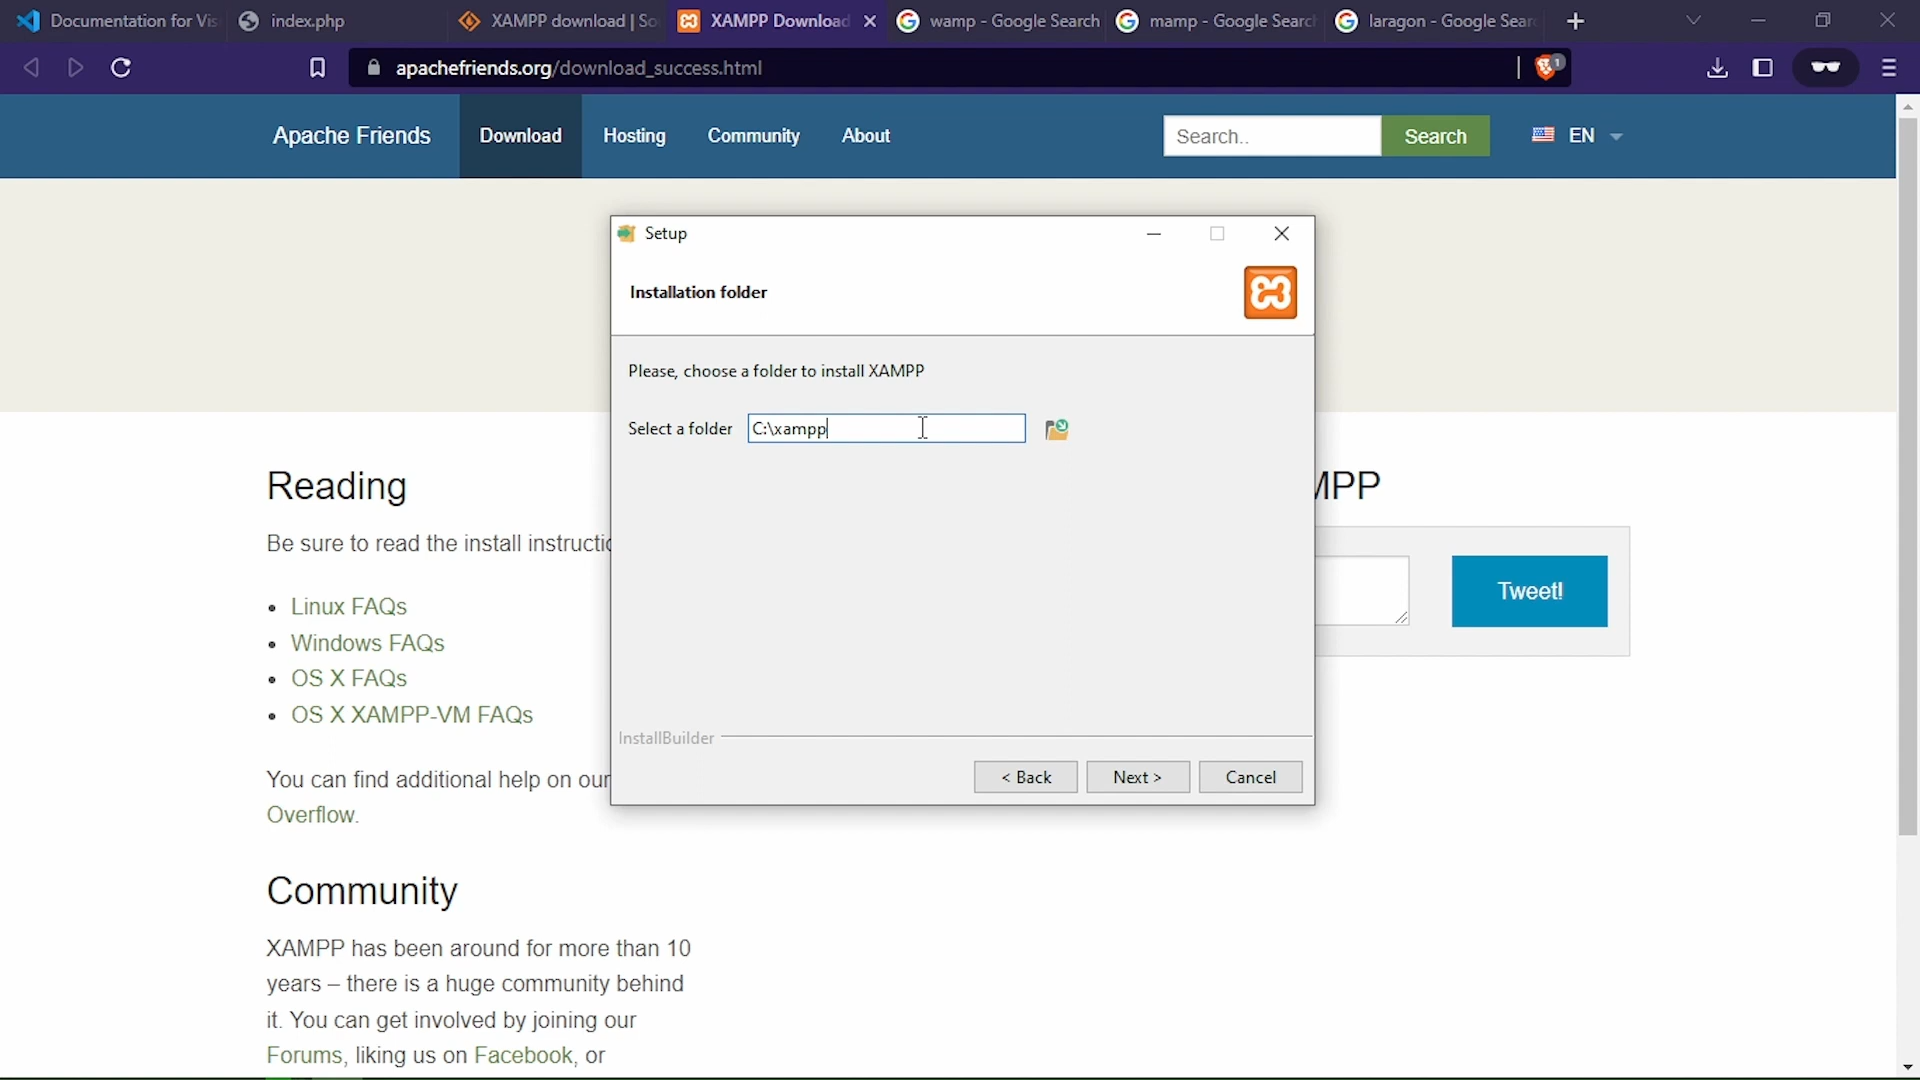 Documentation for Vis
index.php
XAMPP download | So
XAMPP Download
wamp - Google Search
mamp - Google Search
laragon - Google Sear
apachefriends.org/download_success.html
1
Apache Friends
Download
Hosting
Community
About
Search..
Search
EN
Setup
Installation folder
Please, choose a folder to install XAMPP
Select a folder
C:\xampp
InstallBuilder
< Back
Next >
Cancel
Reading
Be sure to read the install instructio
• Linux FAQs
• Windows FAQs
• OS X FAQs
• OS X XAMPP-VM FAQs
You can find additional help on our
Overflow.
MPP
Tweet!
Community
XAMPP has been around for more than 10
years – there is a huge community behind
it. You can get involved by joining our
Forums, liking us on Facebook, or